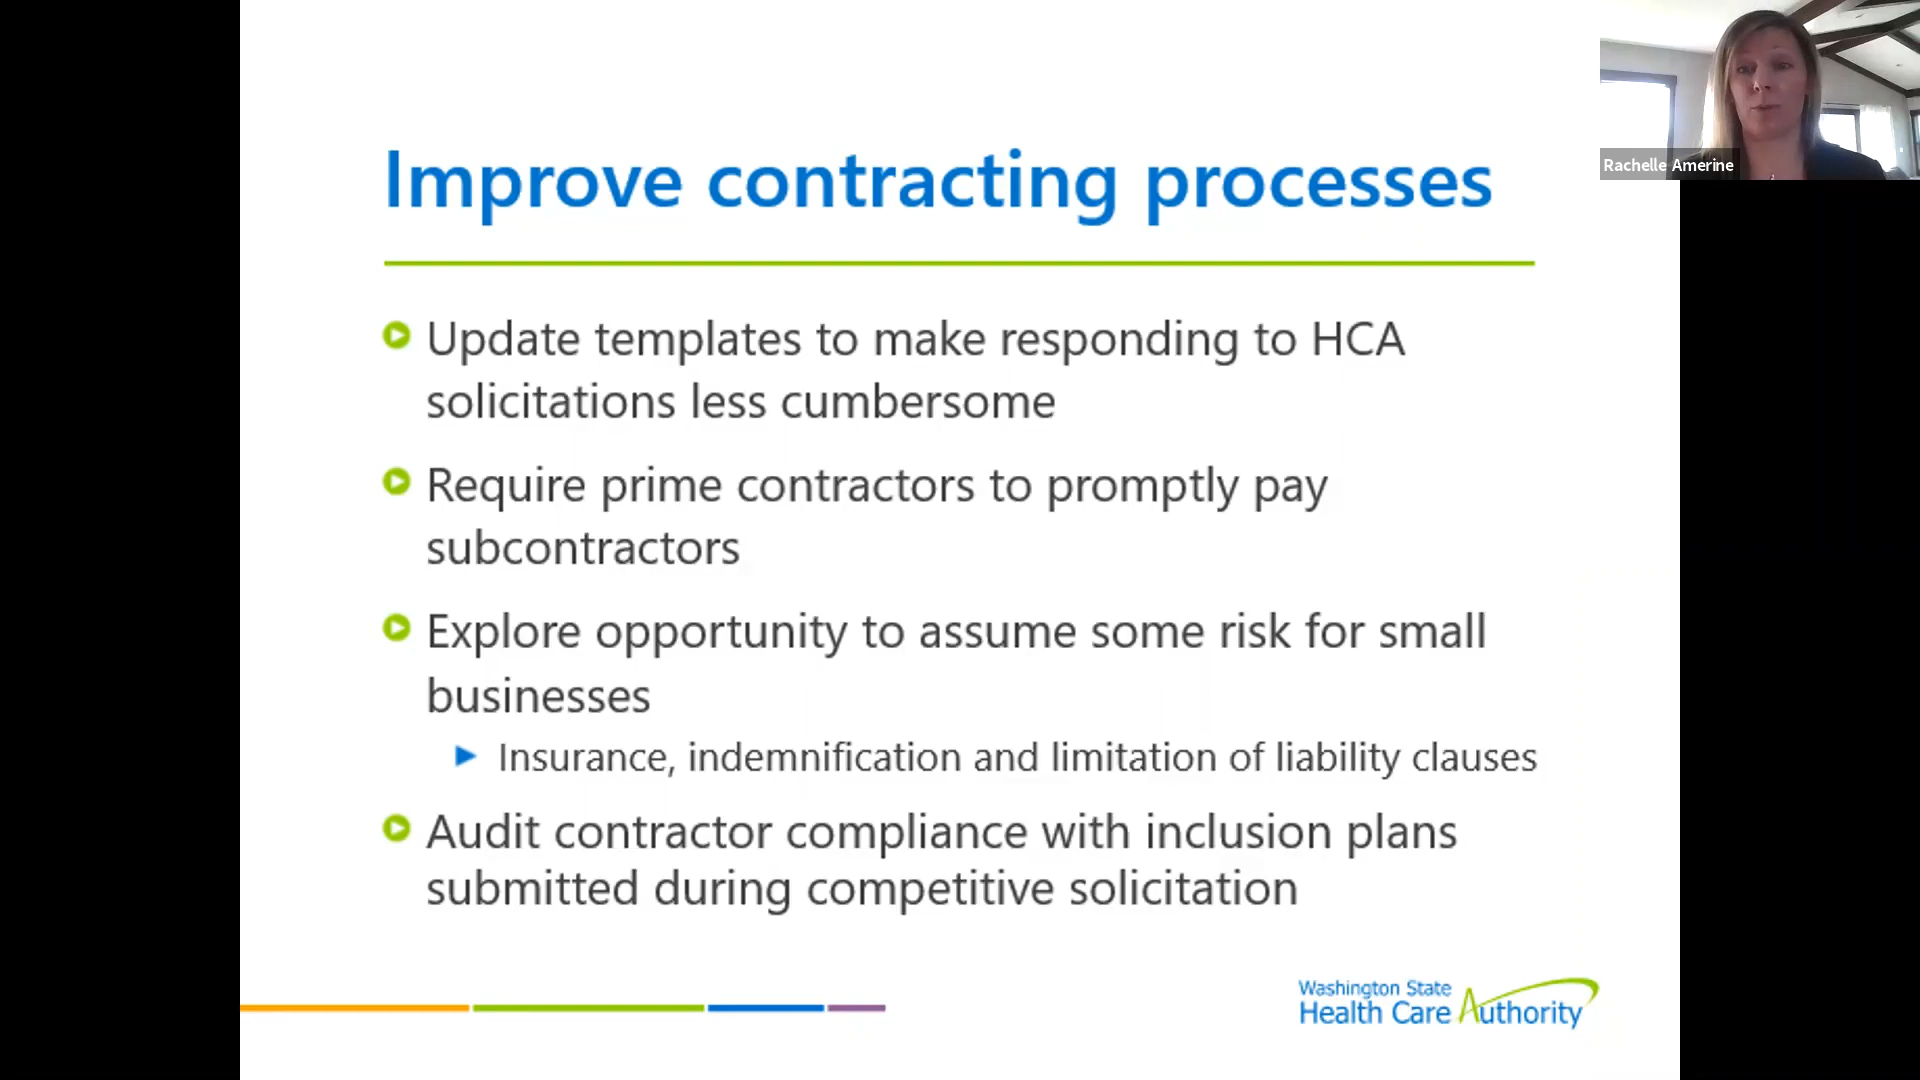 Improve contracting processes
Rachelle Amerine
Update templates to make responding to HCA
solicitations less cumbersome
Require prime contractors to promptly pay
subcontractors
Explore opportunity to assume some risk for small
businesses
Insurance, indemnification and limitation of liability clauses
Audit contractor compliance with inclusion plans
submitted during competitive solicitation
Washington State
Health Care Authority